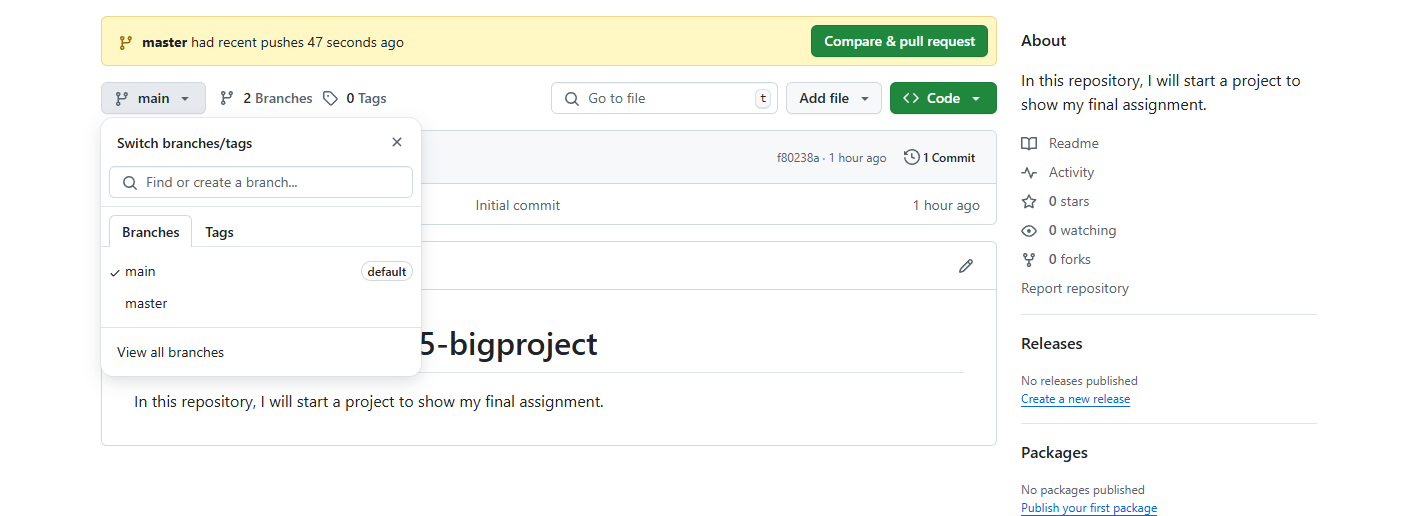 master had recent pushes 47 seconds ago
Compare & pull request
main
2 Branches
0 Tags
Go to file
t
Add file
Code
Switch branches/tags
Find or create a branch...
Branches
Tags
main
default
master
View all branches
f80238a · 1 hour ago
1 Commit
Initial commit
1 hour ago
5-bigproject
In this repository, I will start a project to show my final assignment.
About
In this repository, I will start a project to
show my final assignment.
Readme
Activity
0 stars
0 watching
0 forks
Report repository
Releases
No releases published
Create a new release
Packages
No packages published
Publish your first package